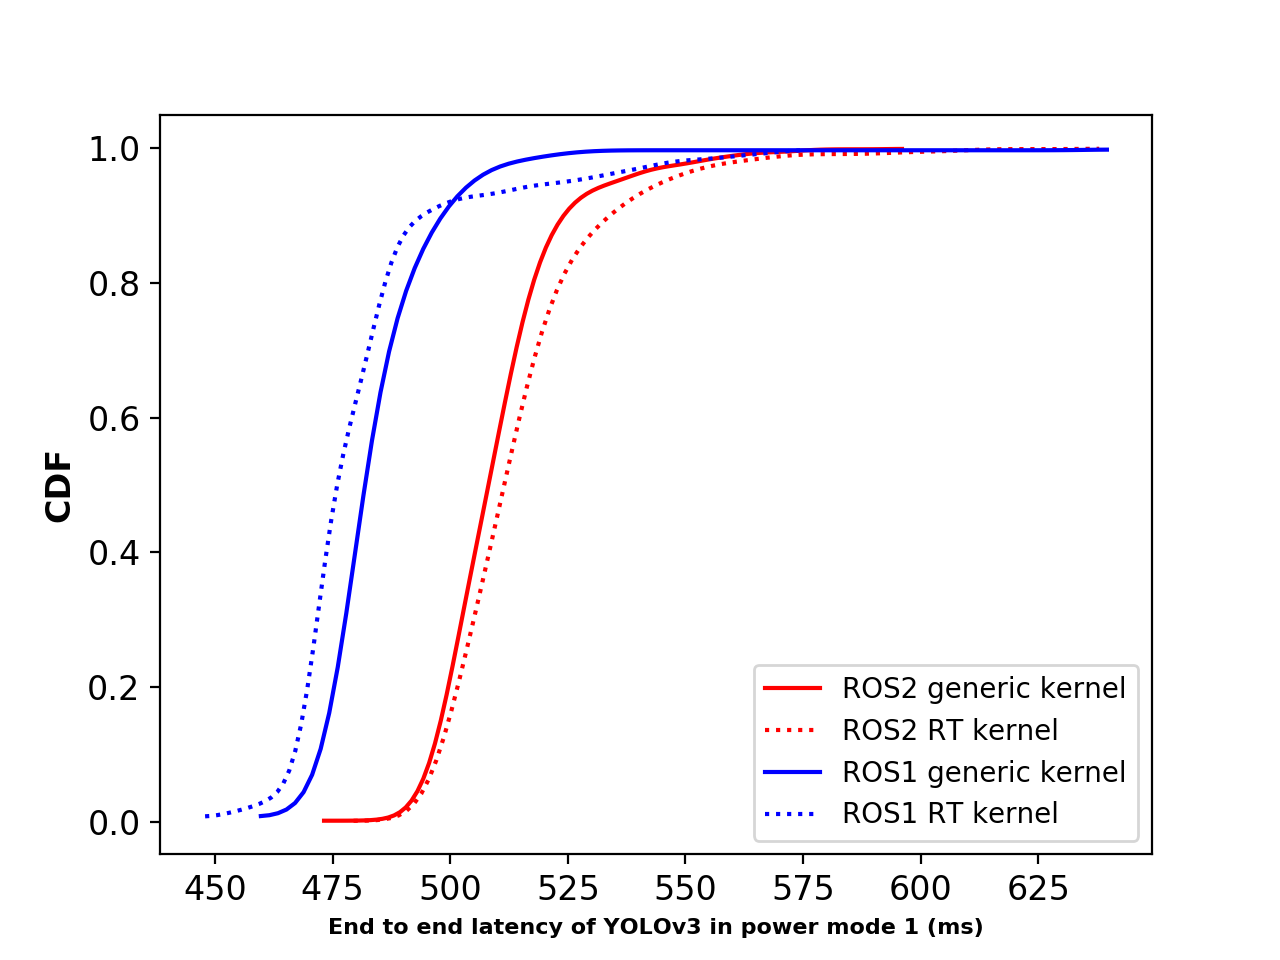 1.0
0.8
0.6
0.4
0.2
0.0
CDF
ROS2 generic kernel
ROS2 RT kernel
ROS1 generic kernel
ROS1 RT kernel
450 475 500 525 550 575 600 625
End to end latency of YOLOv3 in power mode 1 (ms)